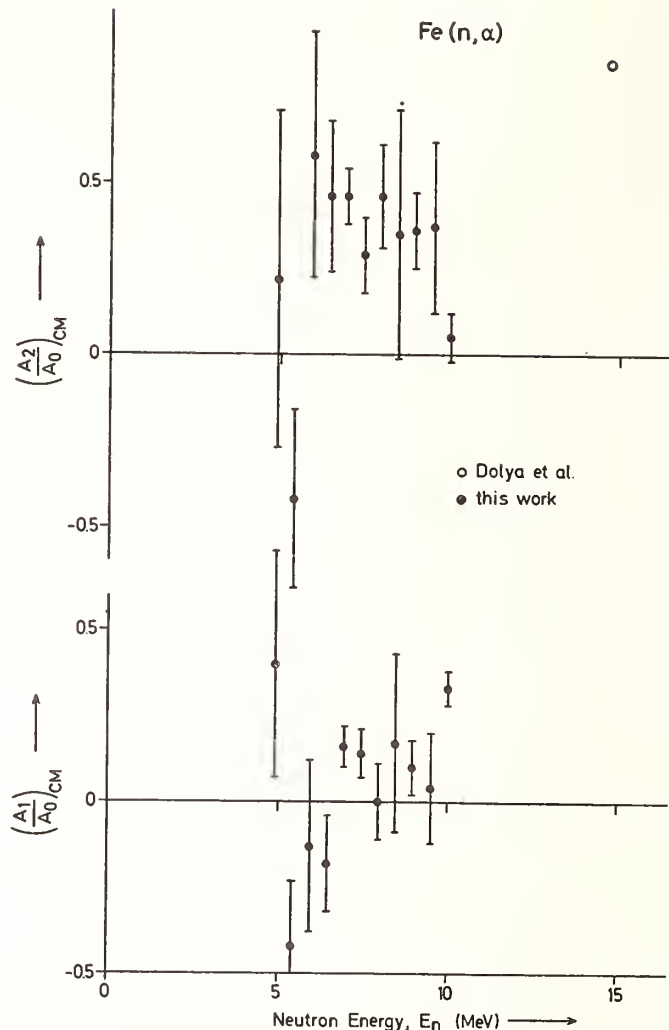 Fe(n,α)
0.5
(A2/A0)CM
0
-0.5
○ Dolya et al.
● this work
0.5
(A1/A0)CM
0
-0.5
0 5 10 15
Neutron Energy, En (MeV)